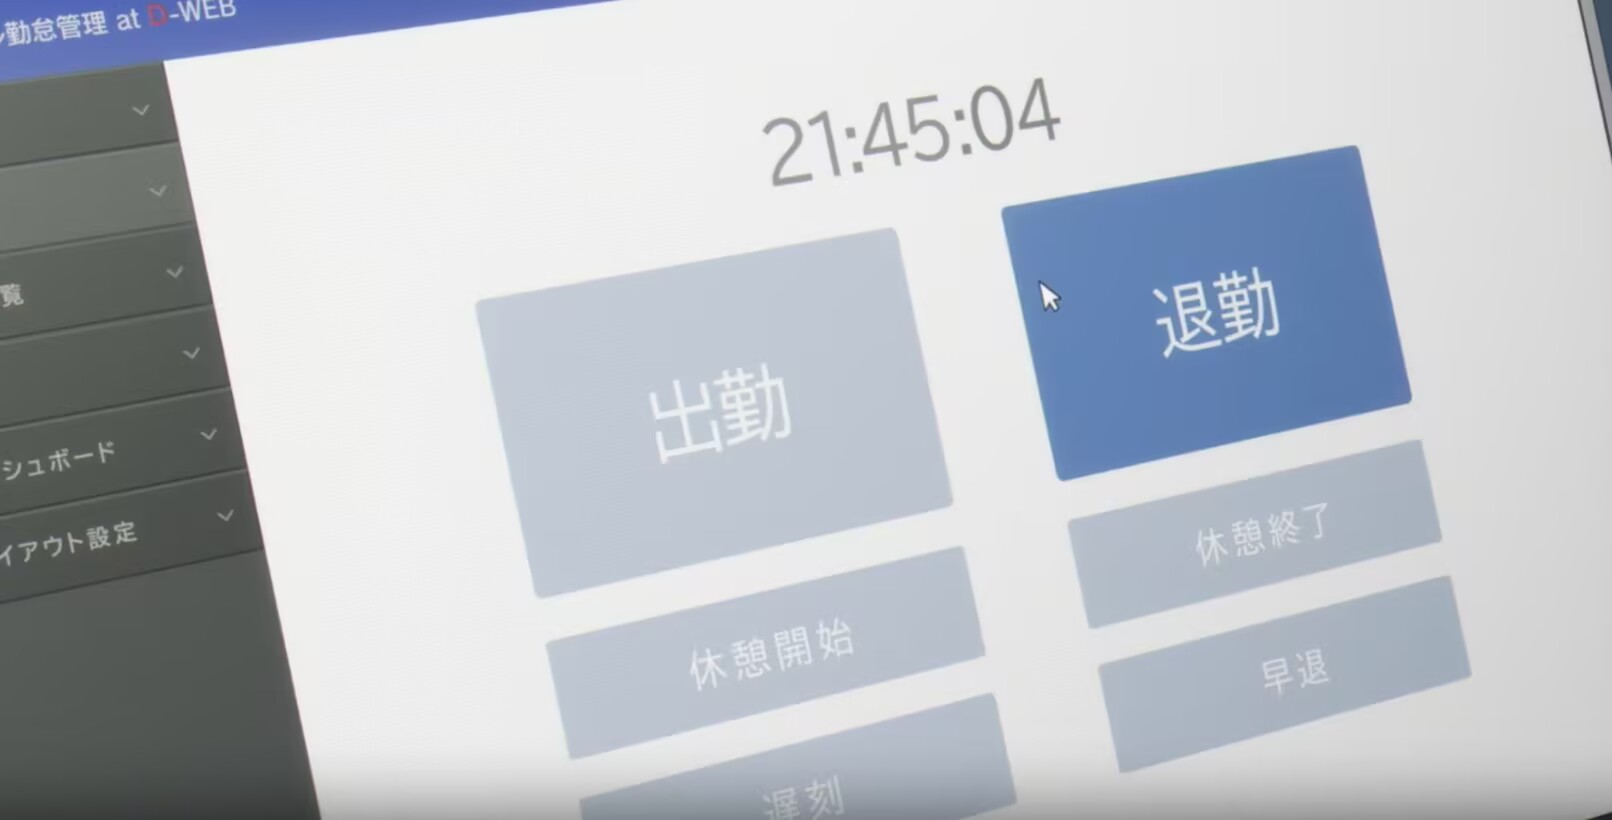 勤怠管理 at D-WEB
21:45:04
出勤
退勤
休憩開始
休憩終了
遅刻
早退
覧
シュボード
イアウト設定